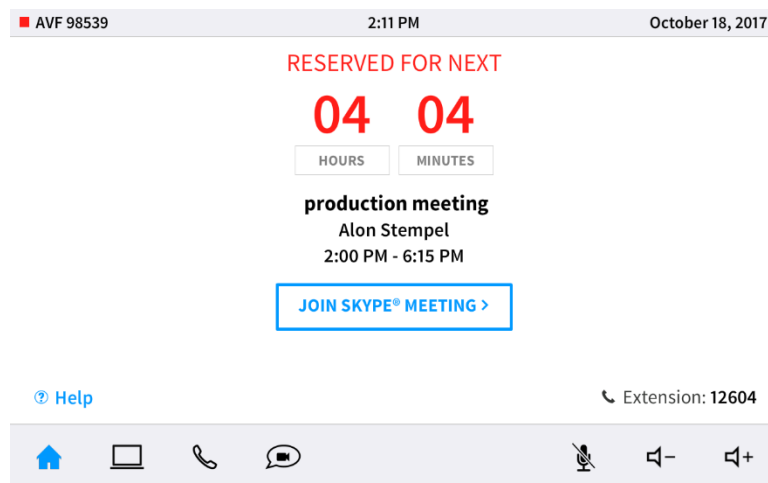 AVF 98539 2:11 PM October 18, 2017
RESERVED FOR NEXT
04 04
HOURS MINUTES
production meeting
Alon Stempel
2:00 PM - 6:15 PM
JOIN SKYPE® MEETING >
? Help Extension: 12604